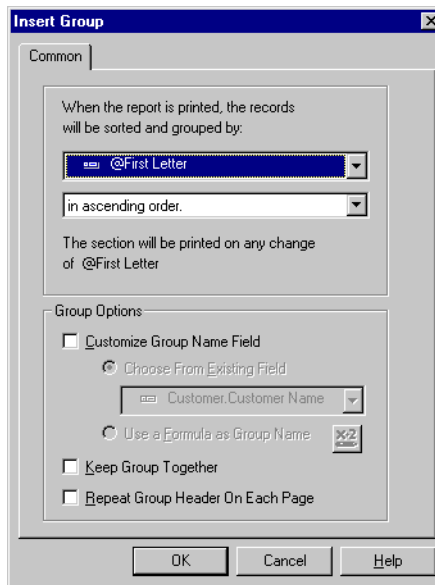 Insert Group
Common
When the report is printed, the records
will be sorted and grouped by:
@First Letter
in ascending order.
The section will be printed on any change
of @First Letter
Group Options
Customize Group Name Field
Choose From Existing Field
Customer.Customer Name
Use a Formula as Group Name
X+2
Keep Group Together
Repeat Group Header On Each Page
OK Cancel Help